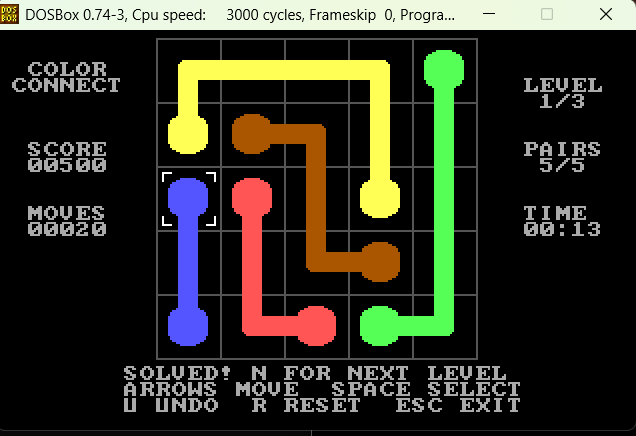 DOSBox 0.74-3, Cpu speed: 3000 cycles, Frameskip 0, Progra...
COLOR
CONNECT
SCORE
00500
MOVES
00020
LEVEL
1/3
PAIRS
5/5
TIME
00:13
SOLVED! N FOR NEXT LEVEL
ARROWS MOVE SPACE SELECT
U UNDO R RESET ESC EXIT